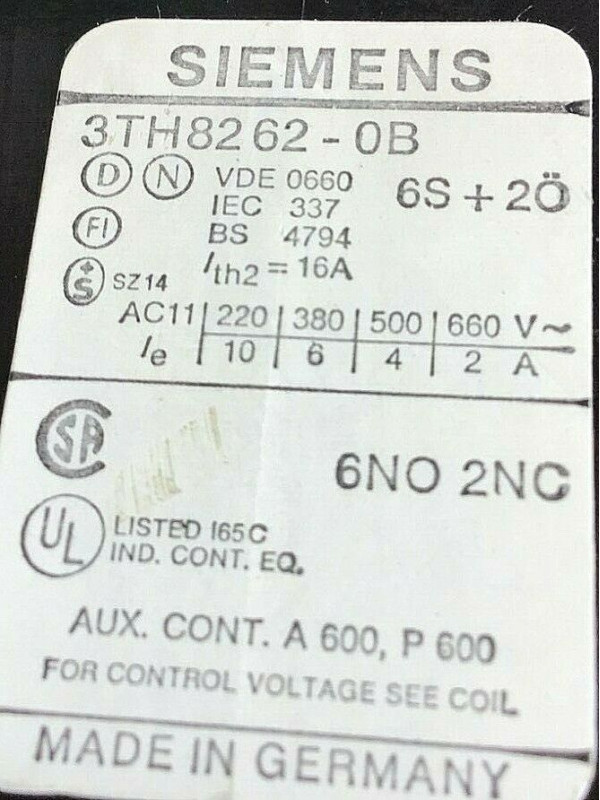 SIEMENS
3TH8262-0B
D N VDE 0660 6S+2Ö
IEC 337
FI BS 4794
+S SZ14 Ith2 = 16A
AC11 | 220 | 380 | 500 | 660 V~
Ie | 10 | 6 | 4 | 2 A
SA
6NO 2NC
UL LISTED 165C
IND. CONT. EQ.
AUX. CONT. A 600, P 600
FOR CONTROL VOLTAGE SEE COIL
MADE IN GERMANY